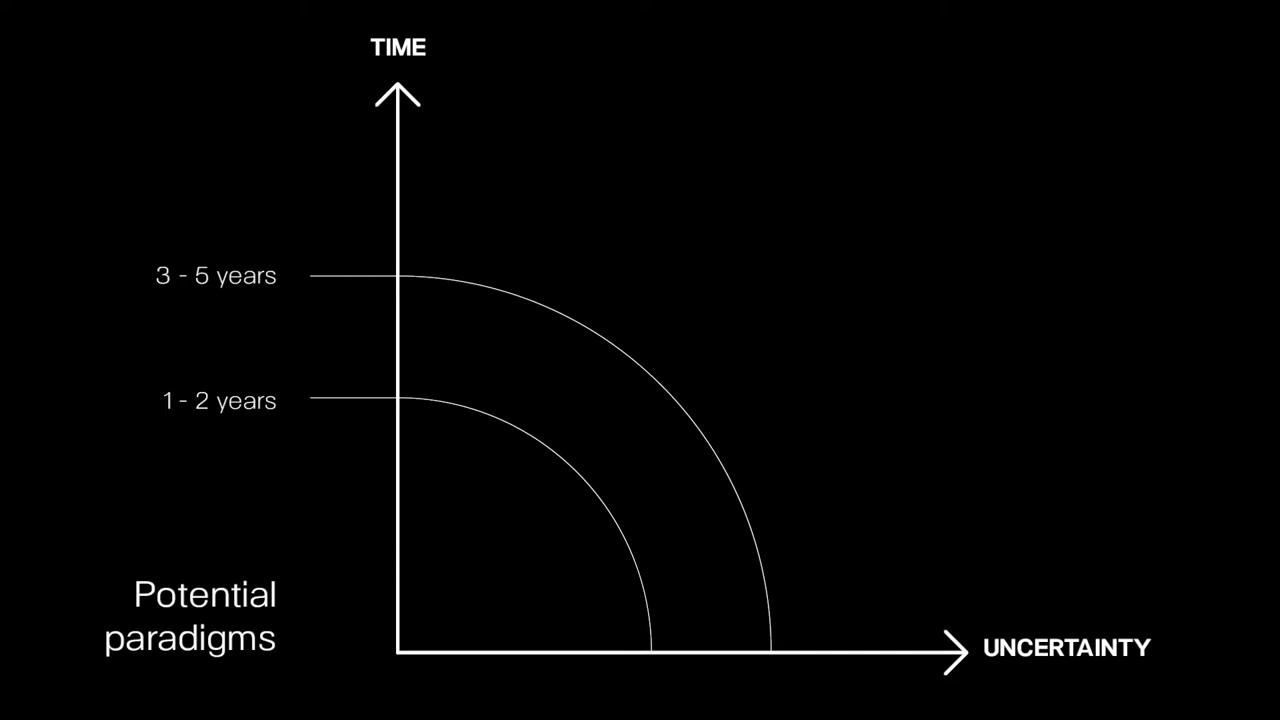 TIME
3 - 5 years
1 - 2 years
Potential
paradigms
UNCERTAINTY